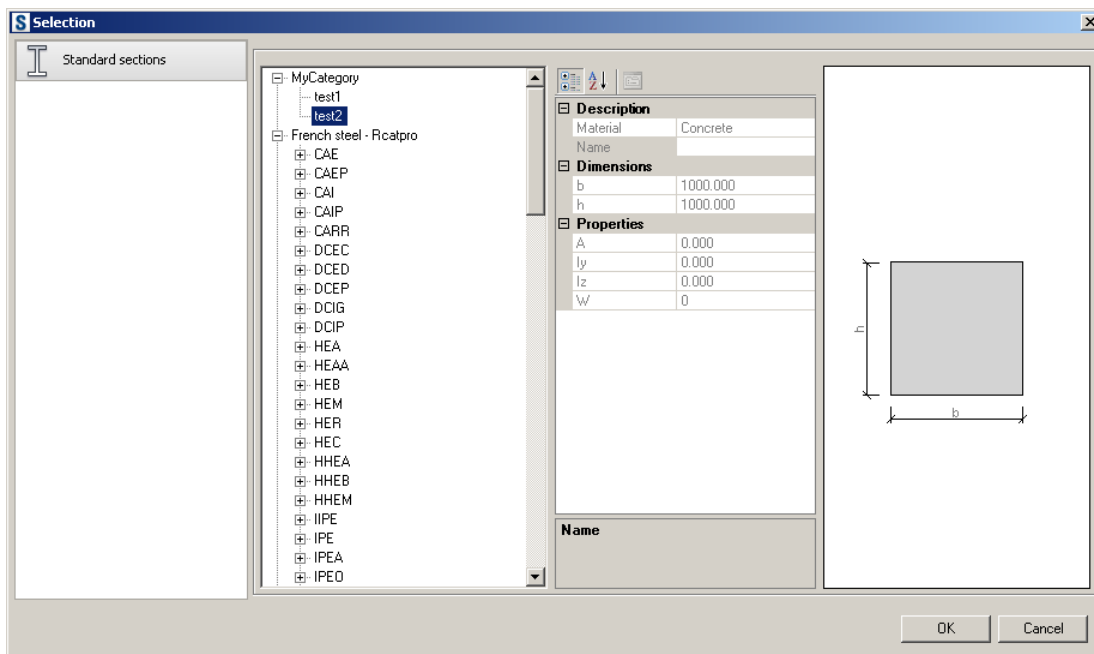 Selection
Standard sections
MyCategory
test1
test2
French steel - Rcatpro
CAE
CAEP
CAI
CAIP
CARR
DCEC
DCED
DCEP
DCIG
DCIP
HEA
HEAA
HEB
HEM
HER
HEC
HHEA
HHEB
HHEM
IIPE
IPE
IPEA
IPEO
Description
Material Concrete
Name
Dimensions
b 1000.000
h 1000.000
Properties
A 0.000
Iy 0.000
Iz 0.000
W 0
Name
h
b
OK Cancel